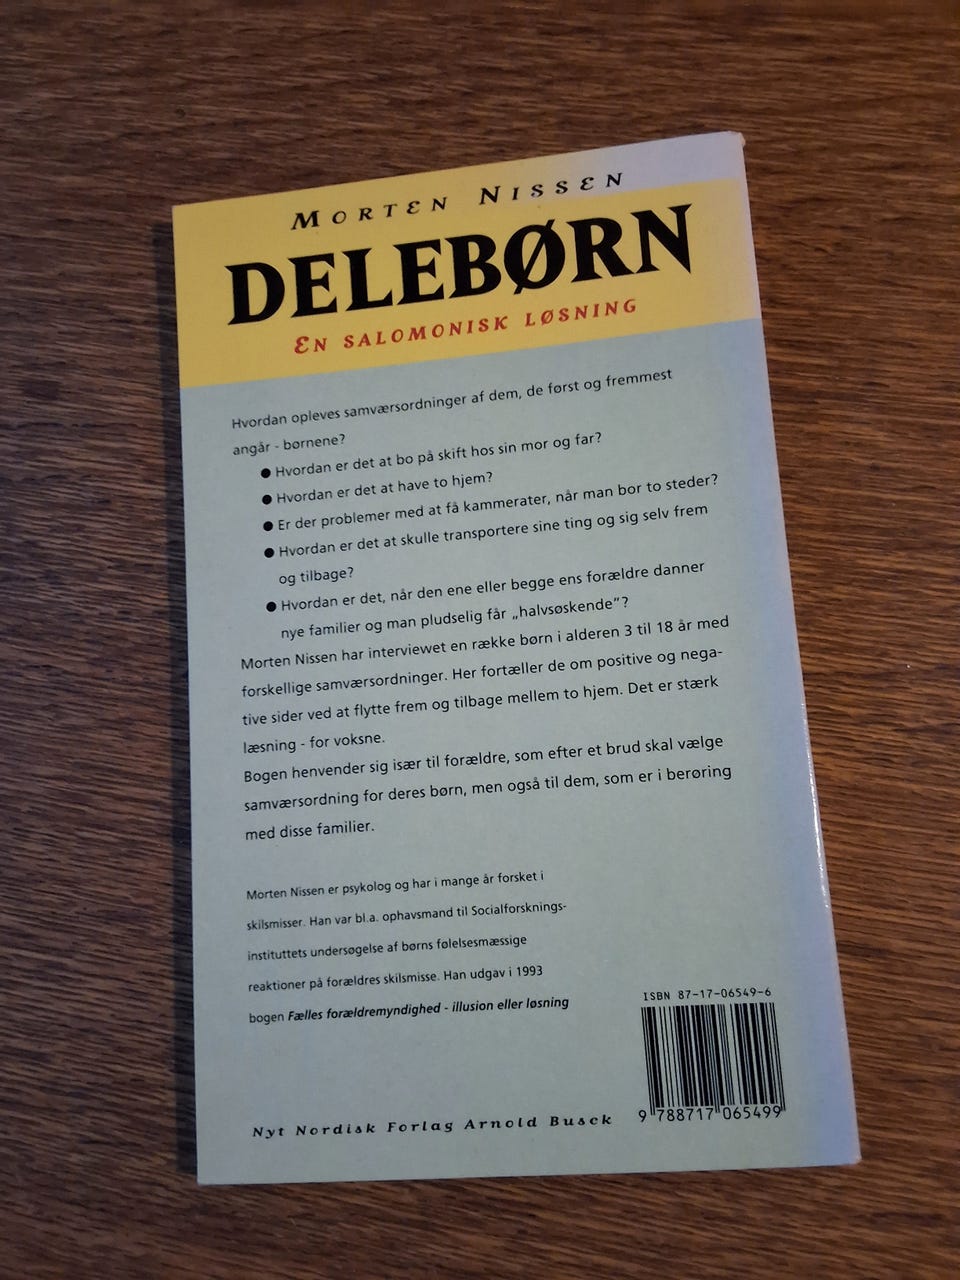 MORTEN NISSEN
DELEBØRN
EN SALOMONISK LØSNING
Hvordan opleves samværsordninger af dem, de først og fremmest
angår - børnene?
● Hvordan er det at bo på skift hos sin mor og far?
● Hvordan er det at have to hjem?
● Er der problemer med at få kammerater, når man bor to steder?
● Hvordan er det at skulle transportere sine ting og sig selv frem
og tilbage?
● Hvordan er det, når den ene eller begge ens forældre danner
nye familier og man pludselig får „halvsøskende“?
Morten Nissen har interviewet en række børn i alderen 3 til 18 år med
forskellige samværsordninger. Her fortæller de om positive og nega-
tive sider ved at flytte frem og tilbage mellem to hjem. Det er stærk
læsning - for voksne.
Bogen henvender sig især til forældre, som efter et brud skal vælge
samværsordning for deres børn, men også til dem, som er i berøring
med disse familier.
Morten Nissen er psykolog og har i mange år forsket i
skilsmisser. Han var bl.a. ophavsmand til Socialforsknings-
instituttets undersøgelse af børns følelsesmæssige
reaktioner på forældres skilsmisse. Han udgav i 1993
bogen Fælles forældremyndighed - illusion eller løsning
ISBN 87-17-06549-6
9 788717 065499
Nyt Nordisk Forlag Arnold Busck